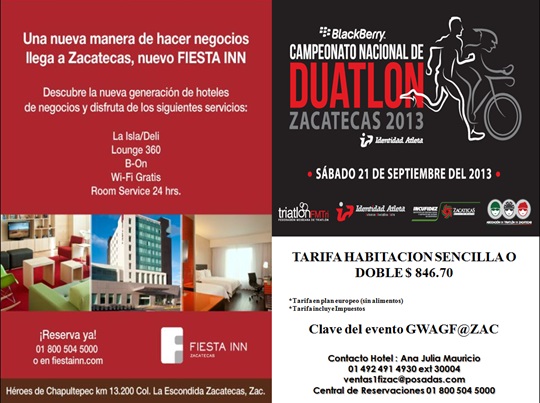 Una nueva manera de hacer negocios
llega a Zacatecas, nuevo FIESTA INN
Descubre la nueva generación de hoteles
de negocios y disfruta de los siguientes servicios:
La Isla/Deli
Lounge 360
B-On
Wi-Fi Gratis
Room Service 24 hrs.
¡Reserva ya!
01 800 504 5000
o en fiestainn.com
FIESTA INN
ZACATECAS
Héroes de Chapultepec km 13.200 Col. La Escondida Zacatecas, Zac.
BlackBerry.
CAMPEONATO NACIONAL DE
DUATLON
ZACATECAS 2013
Identidad Atleta
• SÁBADO 21 DE SEPTIEMBRE DEL 2013 •
triatlón FMTri
Identidad Atleta
INCUFIDEZ
ZACATECAS
TARIFA HABITACION SENCILLA O
DOBLE $ 846.70
*Tarifa en plan europeo (sin alimentos)
*Tarifa incluye Impuestos
Clave del evento GWAGF@ZAC
Contacto Hotel : Ana Julia Mauricio
01 492 491 4930 ext 30004
ventas1fizac@posadas.com
Central de Reservaciones 01 800 504 5000